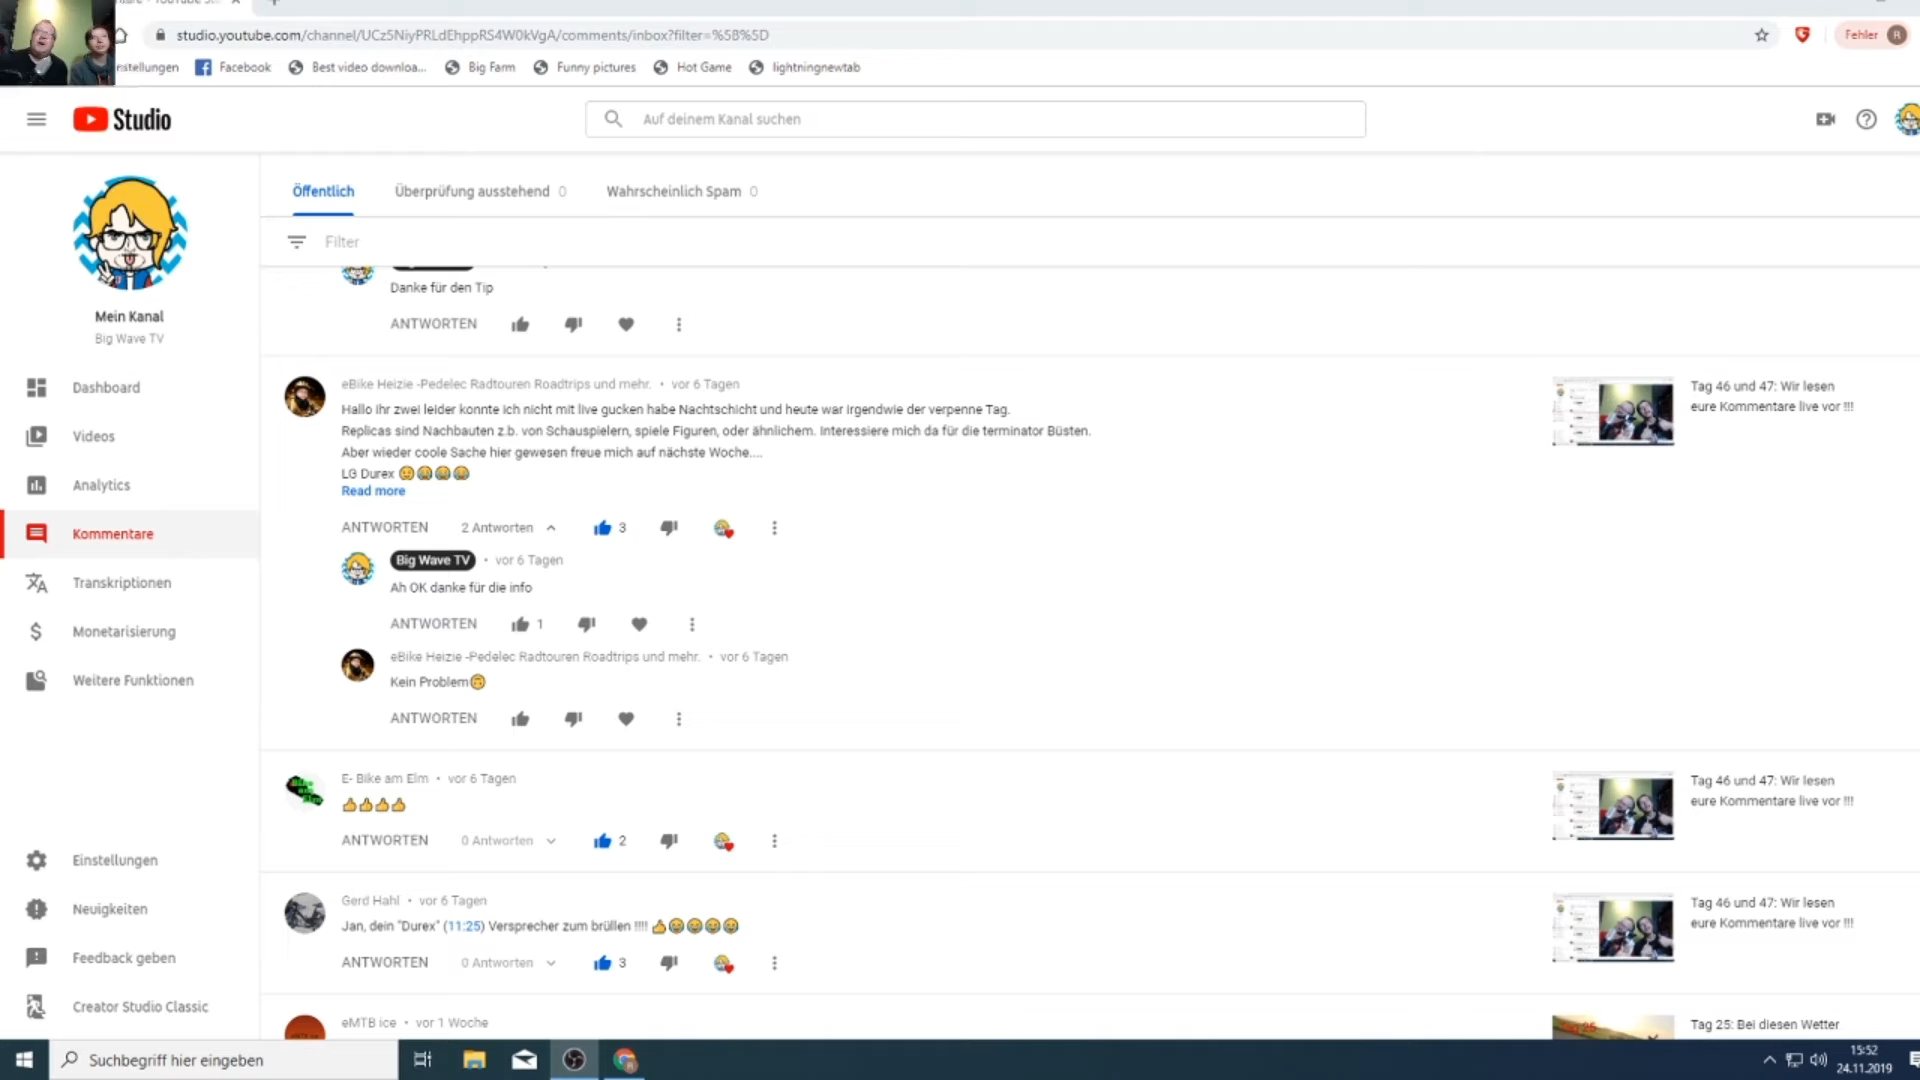 studio.youtube.com/channel/UCz5NiyPRLdEhppRS4W0kVgA/comments/inbox?filter=%5B%5D
Fehler R
nstellungen Facebook Best video downloa... Big Farm Funny pictures Hot Game lightningnewtab
Studio
Auf deinem Kanal suchen
Mein Kanal
Big Wave TV
Dashboard
Videos
Analytics
Kommentare
Transkriptionen
Monetarisierung
Weitere Funktionen
Einstellungen
Neuigkeiten
Feedback geben
Creator Studio Classic
Öffentlich Überprüfung ausstehend 0 Wahrscheinlich Spam 0
Filter
Danke für den Tip
ANTWORTEN
eBike Heizie -Pedelec Radtouren Roadtrips und mehr. • vor 6 Tagen
Hallo ihr zwei leider konnte ich nicht mit live gucken habe Nachtschicht und heute war irgendwie der verpenne Tag.
Replicas sind Nachbauten z.b. von Schauspielern, spiele Figuren, oder ähnlichem. Interessiere mich da für die terminator Büsten.
Aber wieder coole Sache hier gewesen freue mich auf nächste Woche....
LG Durex
Read more
ANTWORTEN 2 Antworten 3
Tag 46 und 47: Wir lesen
eure Kommentare live vor !!!
Big Wave TV • vor 6 Tagen
Ah OK danke für die info
ANTWORTEN 1
eBike Heizie -Pedelec Radtouren Roadtrips und mehr. • vor 6 Tagen
Kein Problem🙃
ANTWORTEN
E- Bike am Elm • vor 6 Tagen
👍👍👍👍
ANTWORTEN 0 Antworten 2
Tag 46 und 47: Wir lesen
eure Kommentare live vor !!!
Gerd Hahl • vor 6 Tagen
Jan, dein "Durex" (11:25) Versprecher zum brüllen !!!! 👍😂😂😂😂
ANTWORTEN 0 Antworten 3
Tag 46 und 47: Wir lesen
eure Kommentare live vor !!!
eMTB ice • vor 1 Woche
Tag 25: Bei diesen Wetter
Suchbegriff hier eingeben
15:52
24.11.2019